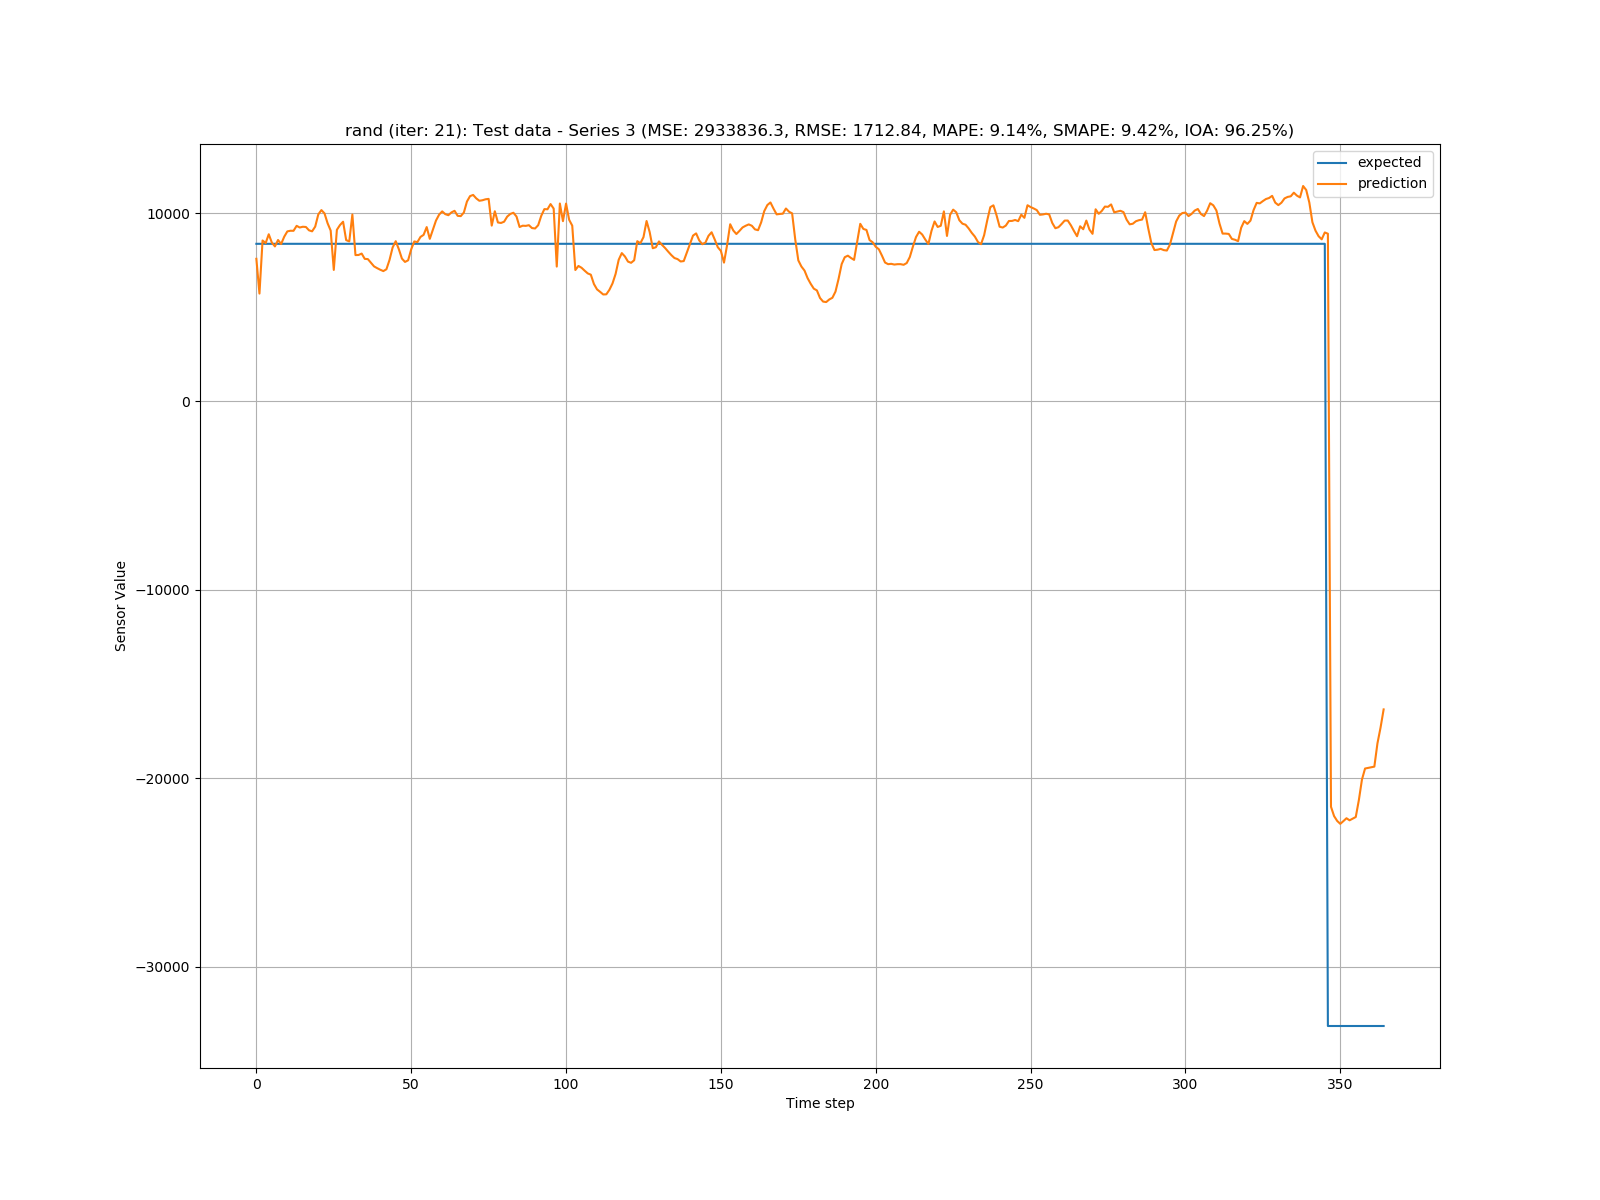 rand (iter: 21): Test data - Series 3 (MSE: 2933836.3, RMSE: 1712.84, MAPE: 9.14%, SMAPE: 9.42%, IOA: 96.25%)
expected
prediction
10000
0
−10000
−20000
−30000
Sensor Value
0 50 100 150 200 250 300 350
Time step